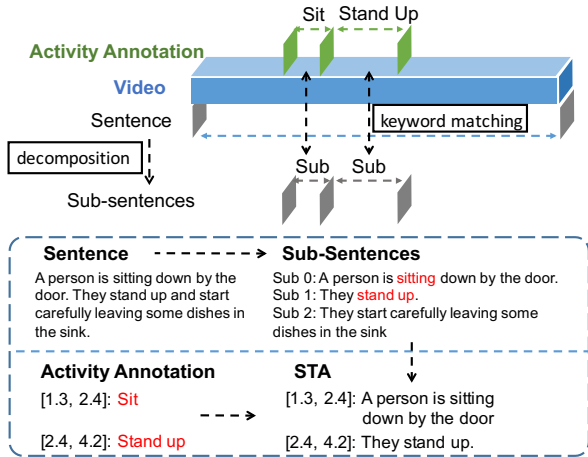 Sit
Stand Up
Activity Annotation
Video
Sentence
keyword matching
decomposition
Sub
Sub
Sub-sentences
Sentence
A person is sitting down by the
door. They stand up and start
carefully leaving some dishes in
the sink.
Sub-Sentences
Sub 0: A person is sitting down by the door.
Sub 1: They stand up.
Sub 2: They start carefully leaving some
dishes in the sink
Activity Annotation
[1.3, 2.4]: Sit
[2.4, 4.2]: Stand up
STA
[1.3, 2.4]: A person is sitting
down by the door
[2.4, 4.2]: They stand up.